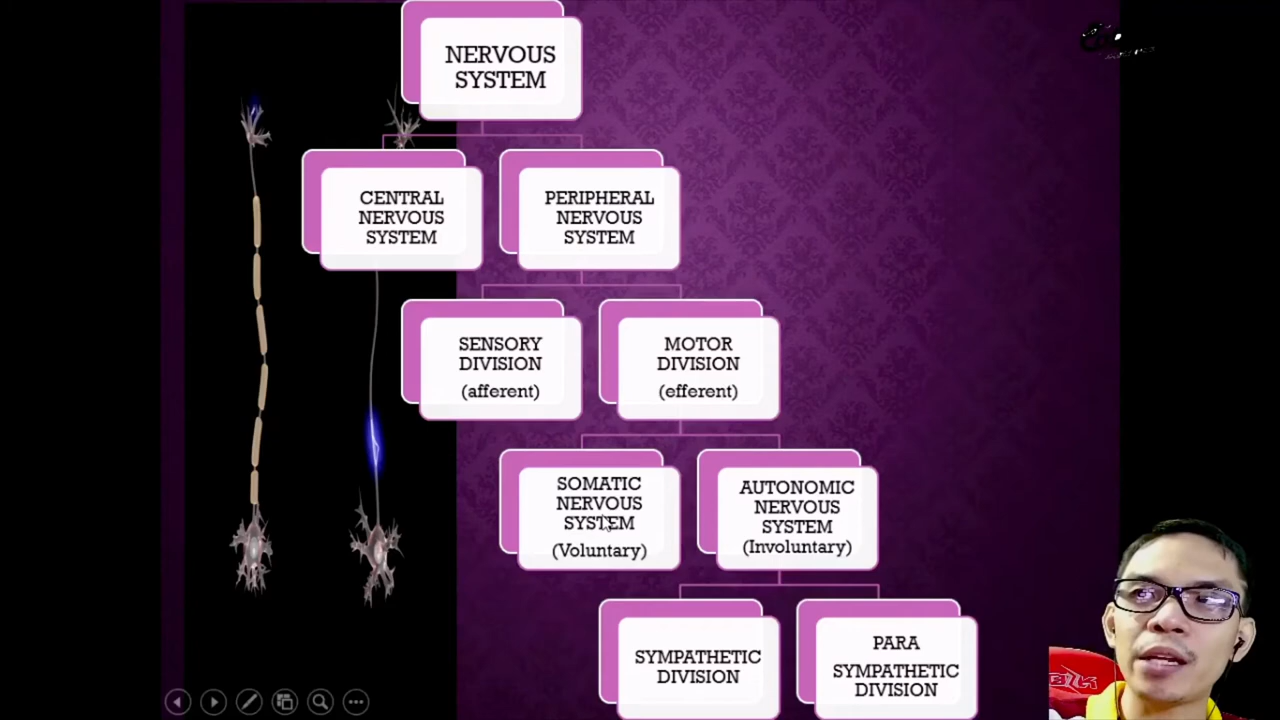 NERVOUS
SYSTEM
CENTRAL
NERVOUS
SYSTEM
PERIPHERAL
NERVOUS
SYSTEM
SENSORY
DIVISION
(afferent)
MOTOR
DIVISION
(efferent)
SOMATIC
NERVOUS
SYSTEM
(Voluntary)
AUTONOMIC
NERVOUS
SYSTEM
(Involuntary)
SYMPATHETIC
DIVISION
PARA
SYMPATHETIC
DIVISION